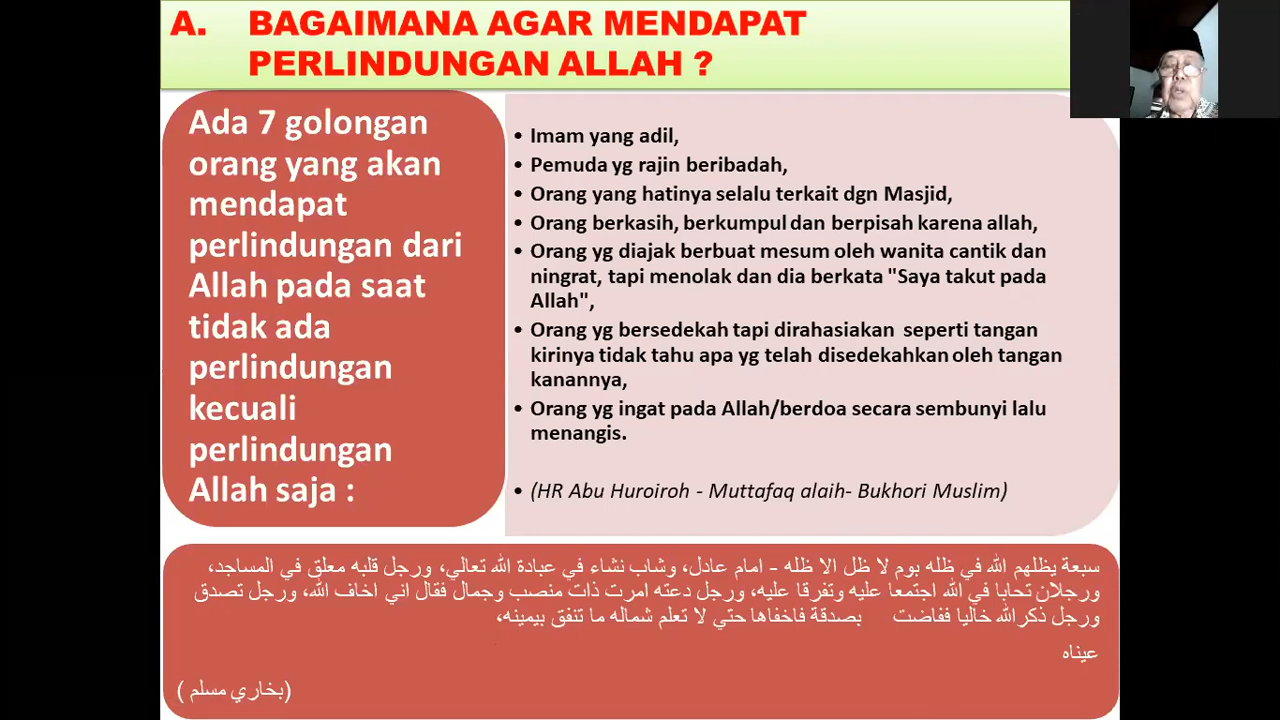 A. BAGAIMANA AGAR MENDAPAT
PERLINDUNGAN ALLAH ?
Ada 7 golongan
orang yang akan
mendapat
perlindungan dari
Allah pada saat
tidak ada
perlindungan
kecuali
perlindungan
Allah saja :
• Imam yang adil,
• Pemuda yg rajin beribadah,
• Orang yang hatinya selalu terkait dgn Masjid,
• Orang berkasih, berkumpul dan berpisah karena allah,
• Orang yg diajak berbuat mesum oleh wanita cantik dan
ningrat, tapi menolak dan dia berkata "Saya takut pada
Allah",
• Orang yg bersedekah tapi dirahasiakan seperti tangan
kirinya tidak tahu apa yg telah disedekahkan oleh tangan
kanannya,
• Orang yg ingat pada Allah/berdoa secara sembunyi lalu
menangis.
• (HR Abu Huroiroh - Muttafaq alaih- Bukhori Muslim)
سبعة يظلهم الله في ظله بوم لا ظل الا ظله - امام عادل، وشاب نشاء في عبادة الله تعالي، ورجل قلبه معلق في المساجد،
ورجلان تحابا في الله اجتمعا عليه وتفرقا عليه، ورجل دعته امرت ذات منصب وجمال فقال اني اخاف الله، ورجل تصدق
بصدقة فاخفاها حتي لا تعلم شماله ما تنفق بيمينه، ورجل ذكرالله خاليا ففاضت
عيناه
(بخاري مسلم )